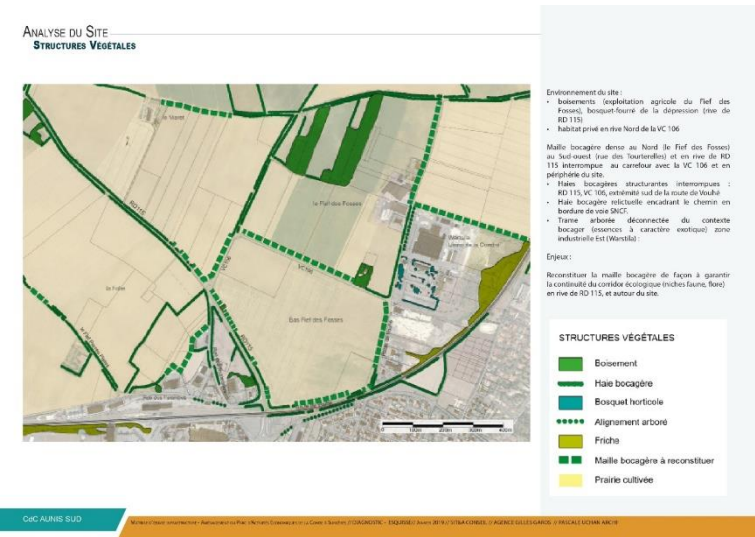 ANALYSE DU SITE
STRUCTURES VÉGÉTALES
Environnement du site :
• boisements (exploitation agricole du Fief des
Fosses), bosquet-fourré de la dépression (rive de
RD 115)
• habitat privé en rive Nord de la VC 106
Maille bocagère dense au Nord (le Fief des Fosses)
au Sud-ouest (rue des Tourterelles) et en rive de RD
115 interrompue au carrefour avec la VC 106 et en
périphérie du site.
• Haies bocagères structurantes interrompues :
RD 115, VC 106, extrémité sud de la route de Vouhé
• Haie bocagère relictuelle encadrant le chemin en
bordure de voie SNCF.
• Trame arborée déconnectée du contexte
bocager (essences à caractère exotique) zone
industrielle Est (Warstila) :
Enjeux :
Reconstituer la maille bocagère de façon à garantir
la continuité du corridor écologique (niches faune, flore)
en rive de RD 115, et autour du site.
le Fief des Fosses
RD115
VC106
VC106
Bas Fief des Fosses
RD115
100m 200m 300m 400m
STRUCTURES VÉGÉTALES
Boisement
Haie bocagère
Bosquet horticole
Alignement arboré
Friche
Maille bocagère à reconstituer
Prairie cultivée
CdC AUNIS SUD